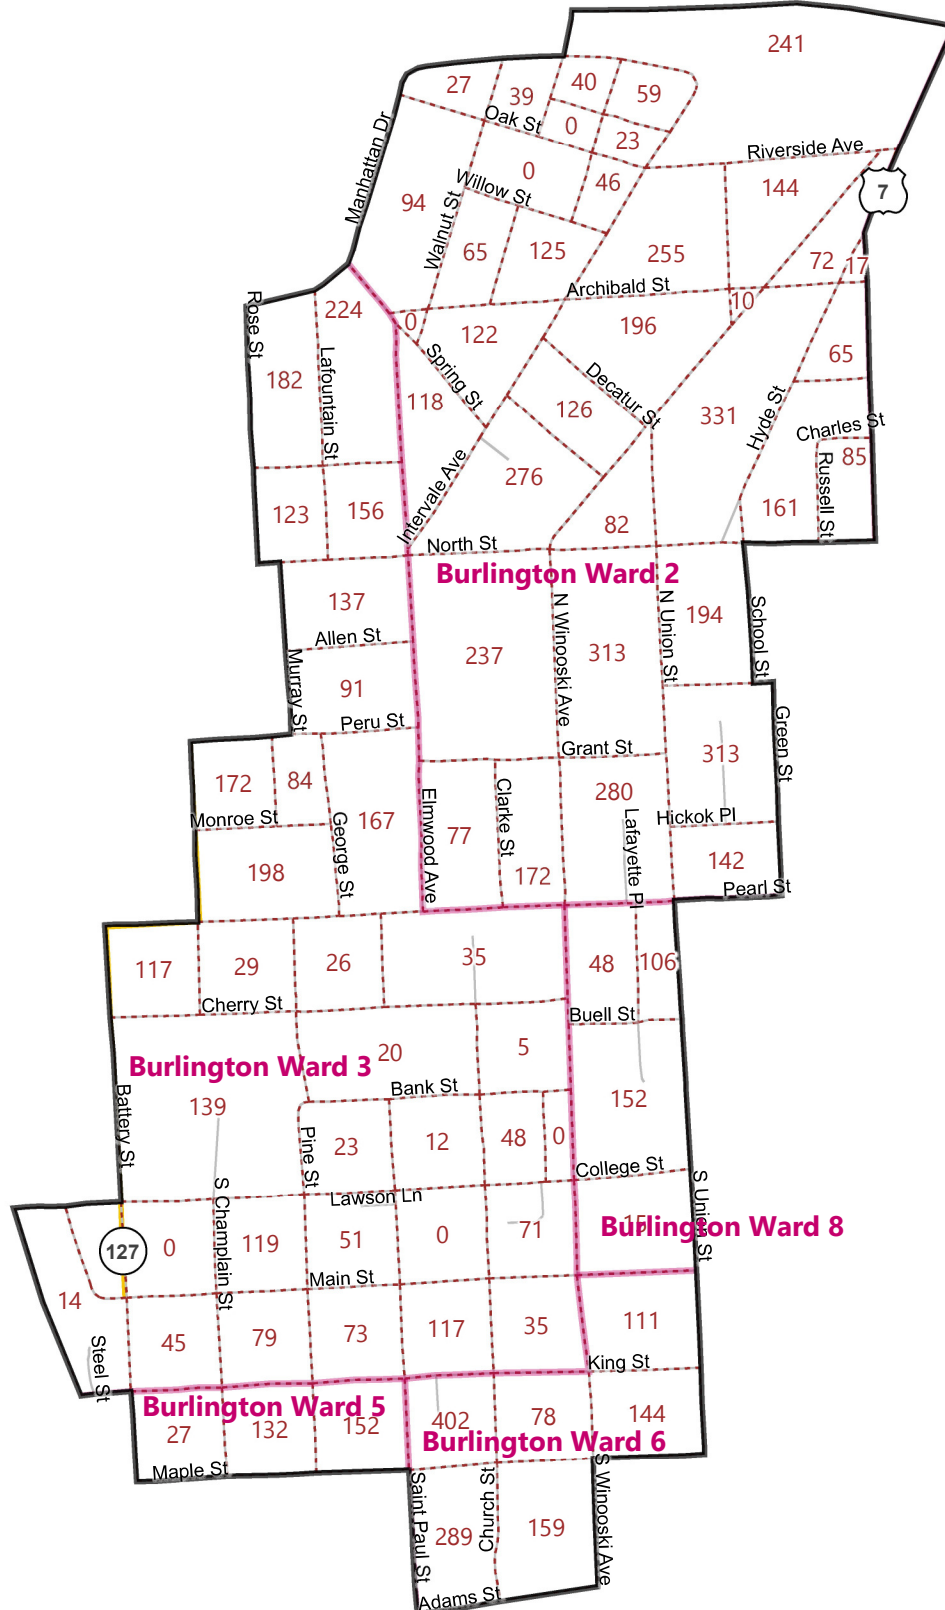 241
27
39
40
59
Oak St
0
23
Riverside Ave
Manhattan Dr
0
46
144
7
Willow St
94
Walnut St
65
125
255
72
17
Archibald St
10
Rose St
224
0
122
196
Lafountain St
Spring St
65
182
118
Decatur St
126
331
Hyde St
Charles St
85
Russell St
Intervale Ave
276
123
156
82
161
North St
Burlington Ward 2
137
N Winooski Ave
N Union St
194
School St
Allen St
237
313
Murray St
91
Peru St
Green St
Grant St
313
172
84
280
Monroe St
George St
167
Elmwood Ave
77
Clarke St
Lafayette Pl
Hickok Pl
198
172
142
Pearl St
117
29
26
35
48
106
Cherry St
Buell St
20
5
Burlington Ward 3
Bank St
139
Battery St
152
Pine St
23
12
48
0
College St
S Champlain St
Lawson Ln
S Union St
127
0
119
51
0
71
15
Burlington Ward 8
Main St
14
45
79
73
117
35
111
Steel St
King St
Burlington Ward 5
27
132
152
402
78
144
Burlington Ward 6
Maple St
Saint Paul St
Church St
S Winooski Ave
289
159
Adams St